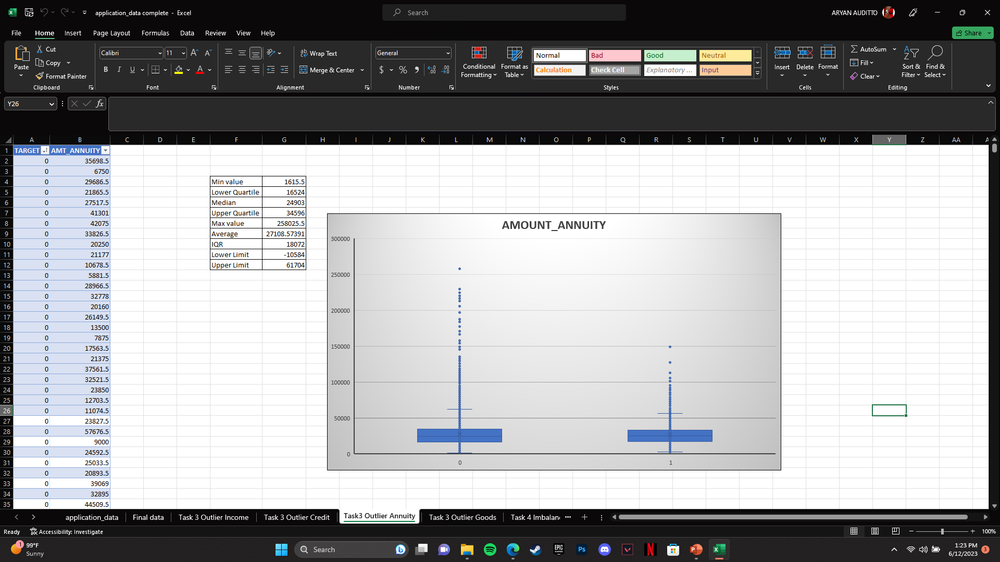 application_data complete - Excel
Search
ARYAN AUDITTO
File Home Insert Page Layout Formulas Data Review View Help
Share
Paste
Cut
Copy
Format Painter
Clipboard
Calibri 11
B I U
Font
Wrap Text
Merge & Center
Alignment
General
$ % ,
Number
Conditional Formatting
Format as Table
Normal Bad Good Neutral
Calculation Check Cell Explanatory ... Input
Styles
Insert Delete Format
Cells
AutoSum
Fill
Clear
Sort & Filter
Find & Select
Editing
Y26
fx
A B C D E F G H I J K L M N O P Q R S T U V W X Y Z AA
1 TARGET AMT_ANNUITY
2 0 35698.5
3 0 6750
4 0 29686.5 Min value 1615.5
5 0 21865.5 Lower Quartile 16524
6 0 27517.5 Median 24903
7 0 41301 Upper Quartile 34596
8 0 42075 Max value 258025.5
9 0 33826.5 Average 27108.57391
10 0 20250 IQR 18072
11 0 21177 Lower Limit -10584
12 0 10678.5 Upper Limit 61704
13 0 5881.5
14 0 28966.5
15 0 32778
16 0 20160
17 0 26149.5
18 0 13500
19 0 7875
20 0 17563.5
21 0 21375
22 0 37561.5
23 0 32521.5
24 0 23850
25 0 12703.5
26 0 11074.5
27 0 23827.5
28 0 57676.5
29 0 9000
30 0 24592.5
31 0 25033.5
32 0 20893.5
33 0 39069
34 0 32895
35 0 44509.5
AMOUNT_ANNUITY
300000
250000
200000
150000
100000
50000
0
0 1
application_data Final data Task 3 Outlier Income Task 3 Outlier Credit Task3 Outlier Annuity Task 3 Outlier Goods Task 4 Imbalan ...
Ready Accessibility: Investigate
100%
1
99°F
Sunny
Search
EPIC GAMES
Ps
1:23 PM
6/12/2023
3